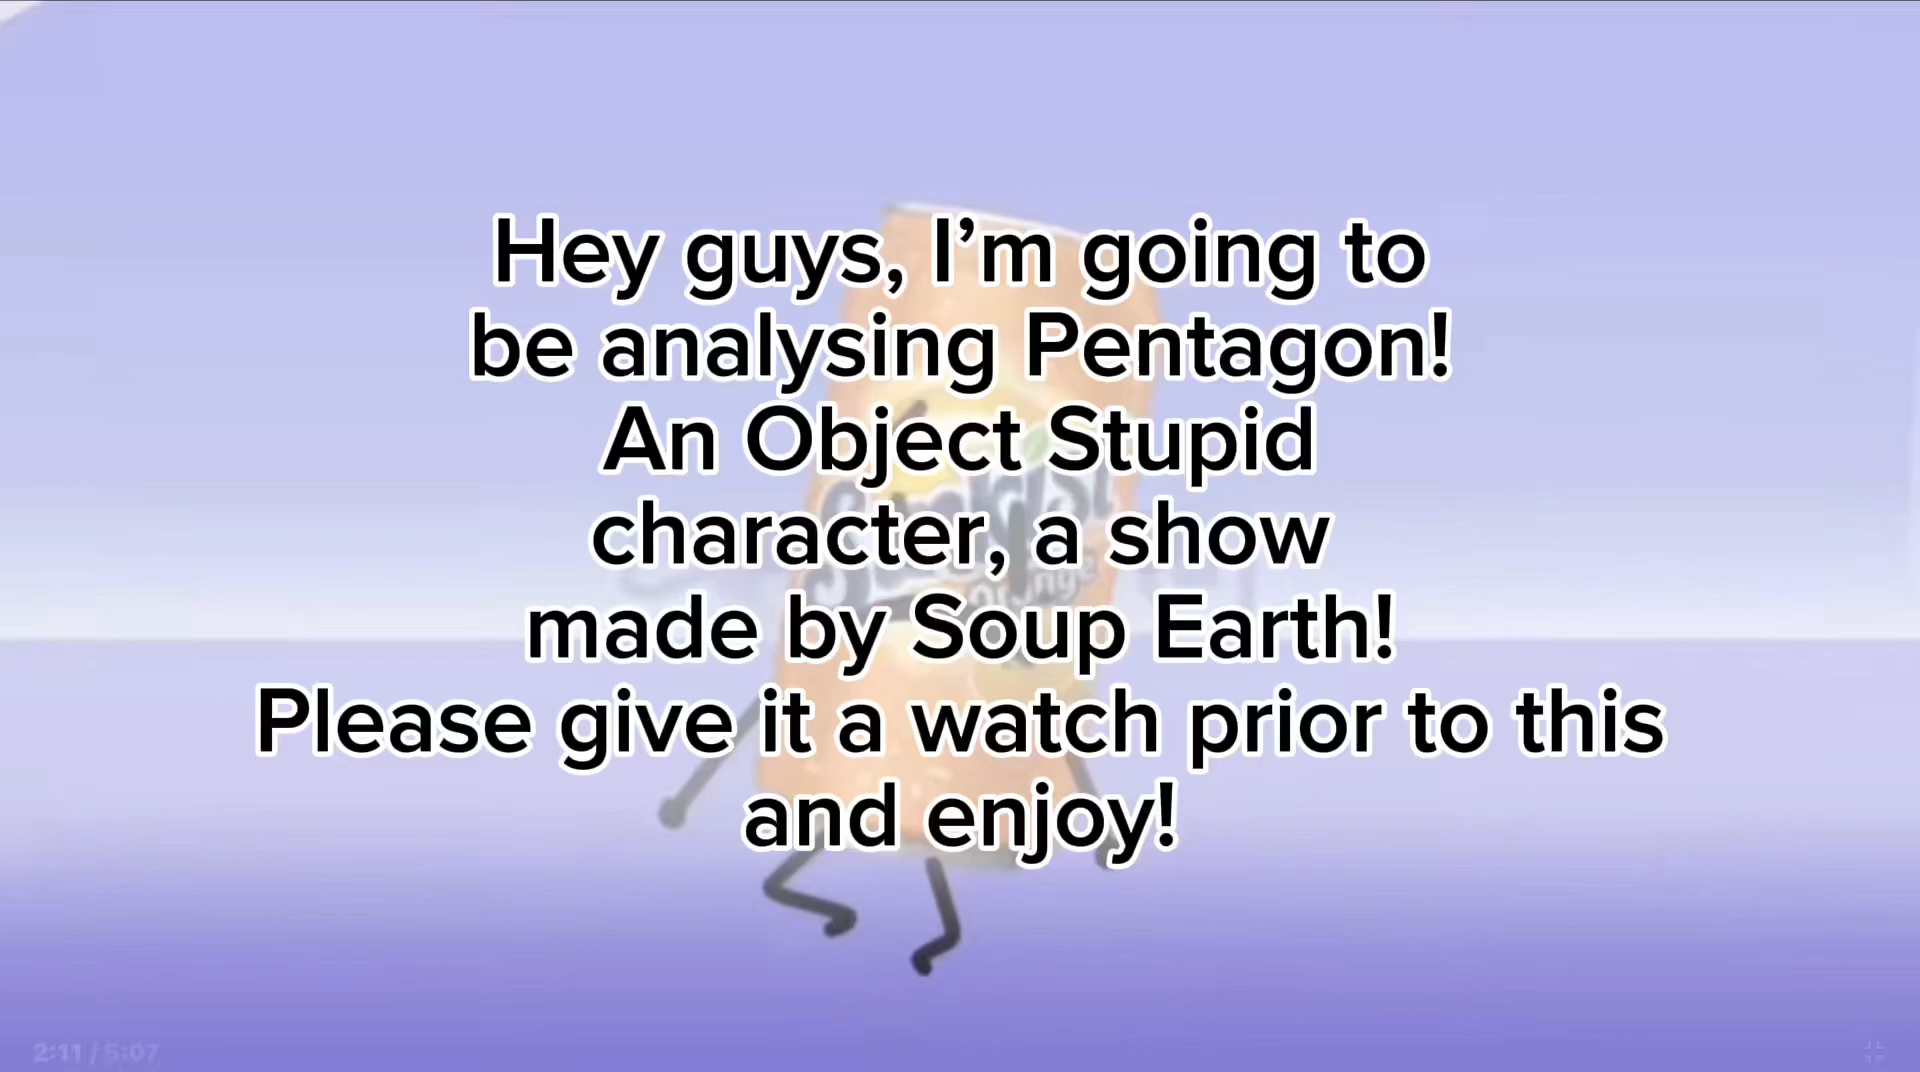 Hey guys, I’m going to
be analysing Pentagon!
An Object Stupid
character, a show
made by Soup Earth!
Please give it a watch prior to this
and enjoy!
2:11 / 5:07